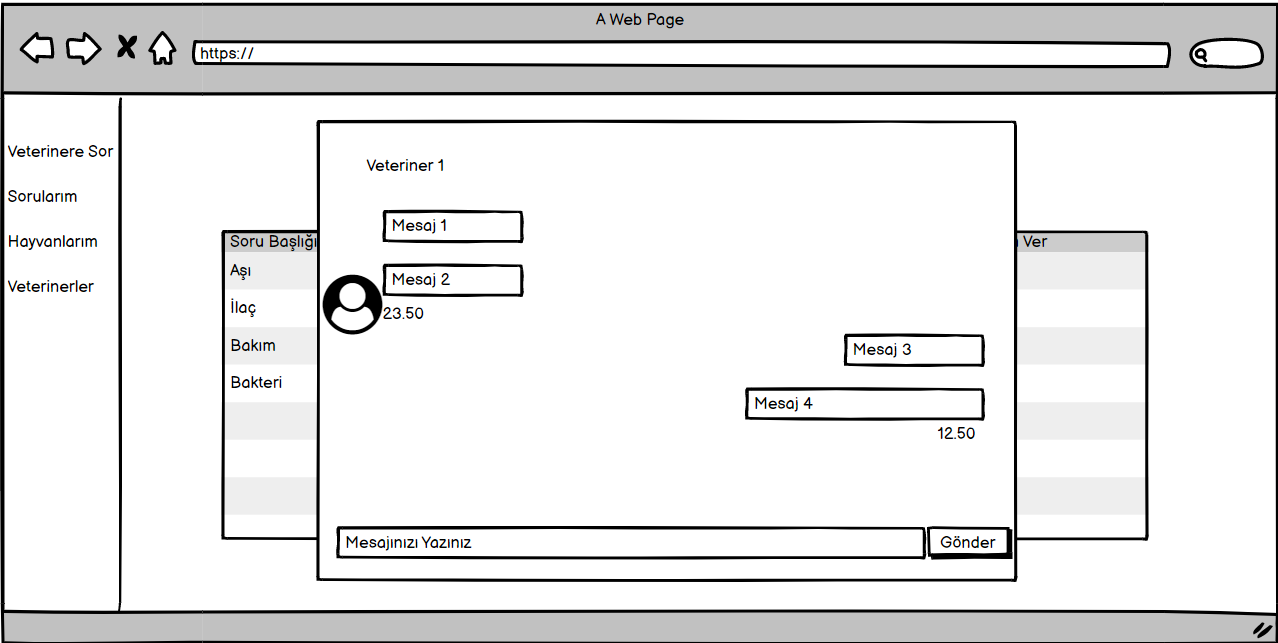 A Web Page
https://
Veterinere Sor
Sorularım
Hayvanlarım
Veterinerler
Soru Başlığı
Ver
Aşı
İlaç
Bakım
Bakteri
Veteriner 1
Mesaj 1
Mesaj 2
23.50
Mesaj 3
Mesaj 4
12.50
Mesajınızı Yazınız
Gönder